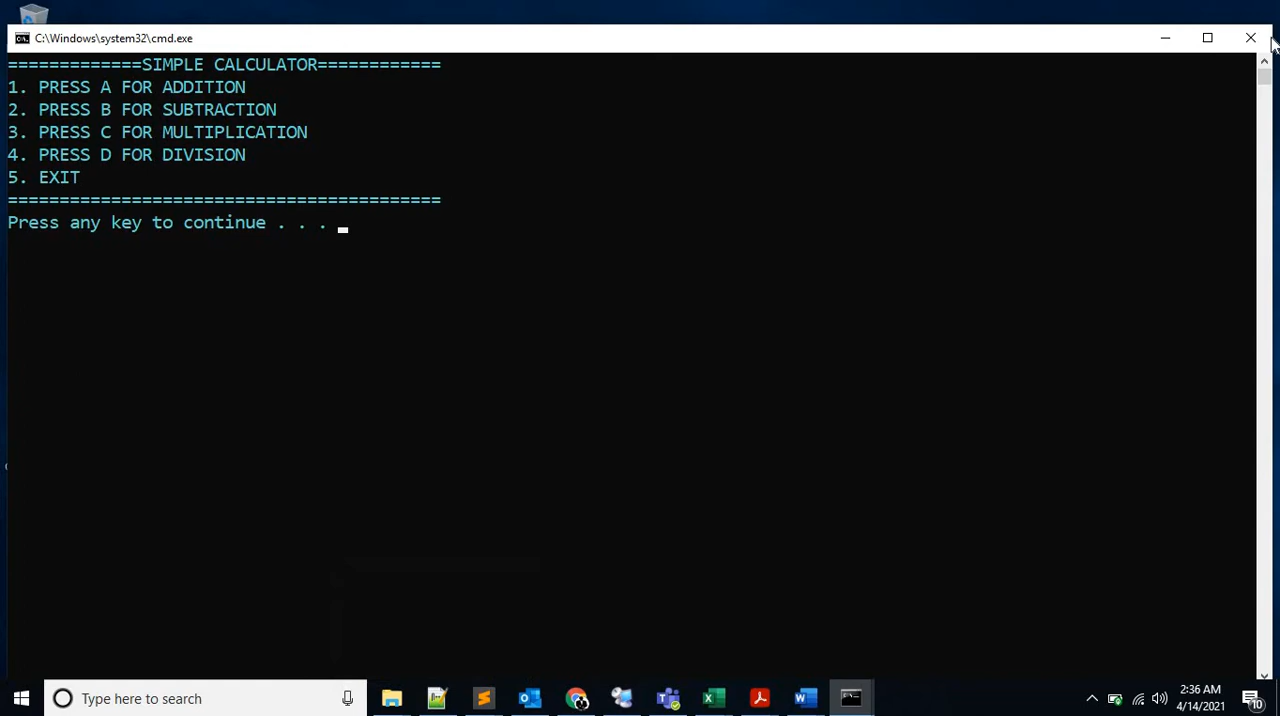 C:\Windows\system32\cmd.exe
=============SIMPLE CALCULATOR============
1. PRESS A FOR ADDITION
2. PRESS B FOR SUBTRACTION
3. PRESS C FOR MULTIPLICATION
4. PRESS D FOR DIVISION
5. EXIT
==========================================
Press any key to continue . . .
Type here to search
2:36 AM
4/14/2021
10